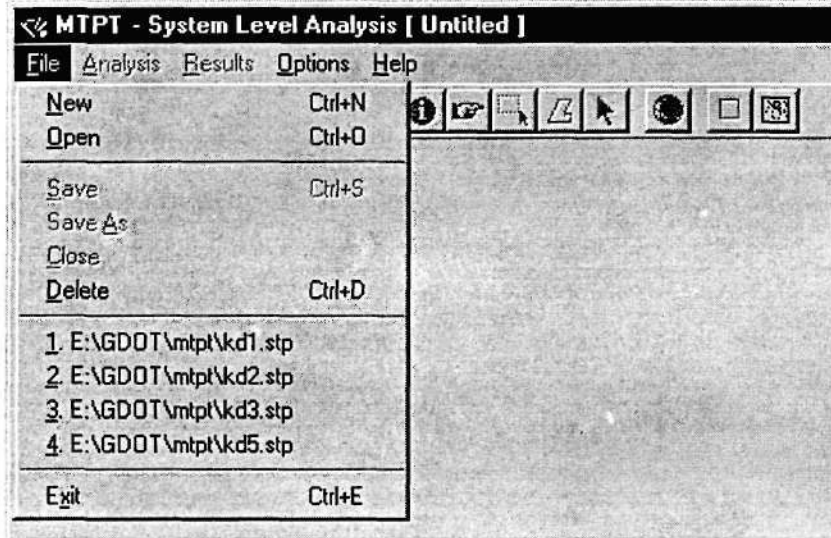 MTPT - System Level Analysis [ Untitled ]
File Analysis Results Options Help
New Ctrl+N
Open Ctrl+O
Save Ctrl+S
Save As
Close
Delete Ctrl+D
1. E:\GDOT\mtpt\kd1.stp
2. E:\GDOT\mtpt\kd2.stp
3. E:\GDOT\mtpt\kd3.stp
4. E:\GDOT\mtpt\kd5.stp
Exit Ctrl+E